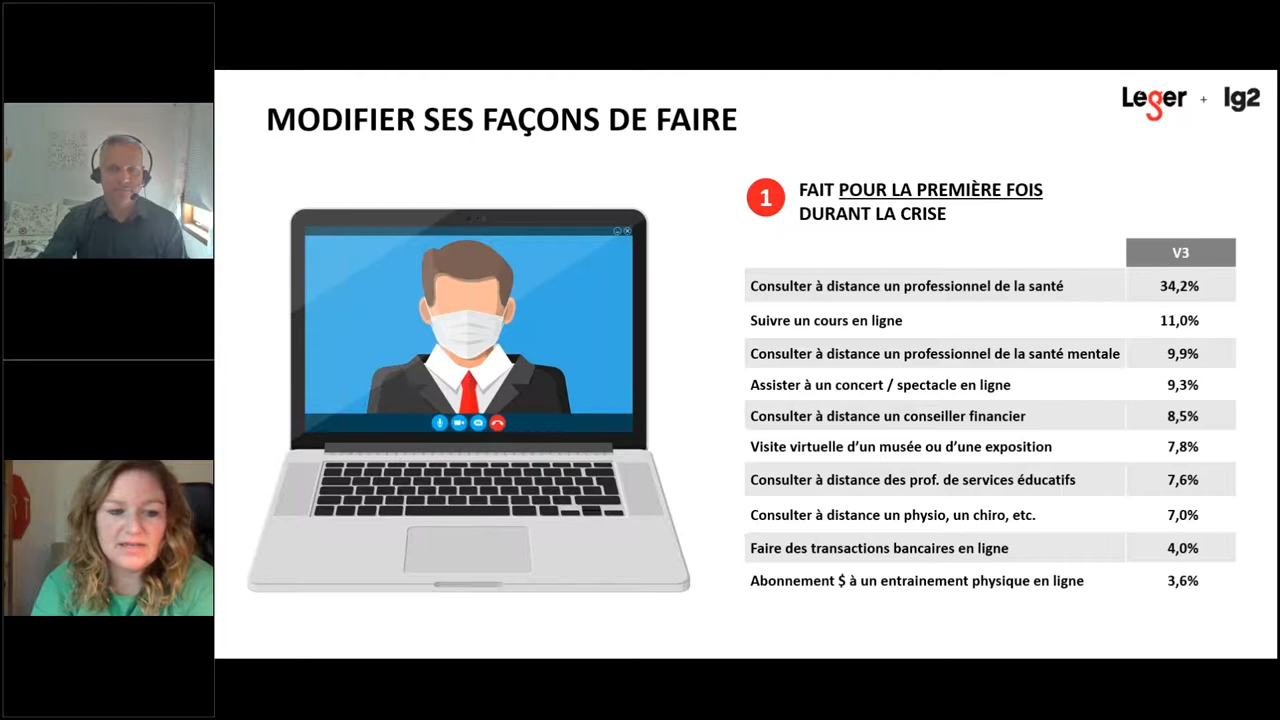 MODIFIER SES FAÇONS DE FAIRE
Leger + lg2
1
FAIT POUR LA PREMIÈRE FOIS
DURANT LA CRISE
V3
Consulter à distance un professionnel de la santé 34,2%
Suivre un cours en ligne 11,0%
Consulter à distance un professionnel de la santé mentale 9,9%
Assister à un concert / spectacle en ligne 9,3%
Consulter à distance un conseiller financier 8,5%
Visite virtuelle d’un musée ou d’une exposition 7,8%
Consulter à distance des prof. de services éducatifs 7,6%
Consulter à distance un physio, un chiro, etc. 7,0%
Faire des transactions bancaires en ligne 4,0%
Abonnement $ à un entrainement physique en ligne 3,6%